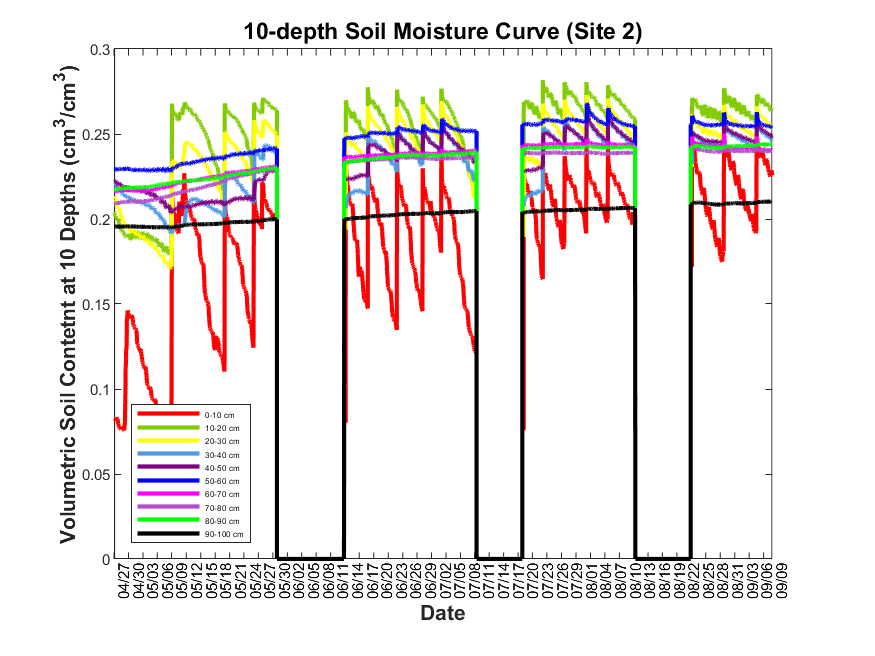 10-depth Soil Moisture Curve (Site 2)
Volumetric Soil Contetnt at 10 Depths (cm³/cm³)
0.3
0.25
0.2
0.15
0.1
0.05
0
0-10 cm
10-20 cm
20-30 cm
30-40 cm
40-50 cm
50-60 cm
60-70 cm
70-80 cm
80-90 cm
90-100 cm
04/27 04/30 05/03 05/06 05/09 05/12 05/15 05/18 05/21 05/24 05/27 05/30 06/02 06/05 06/08 06/11 06/14 06/17 06/20 06/23 06/26 06/29 07/02 07/05 07/08 07/11 07/14 07/17 07/20 07/23 07/26 07/29 08/01 08/04 08/07 08/10 08/13 08/16 08/19 08/22 08/25 08/28 08/31 09/03 09/06 09/09
Date